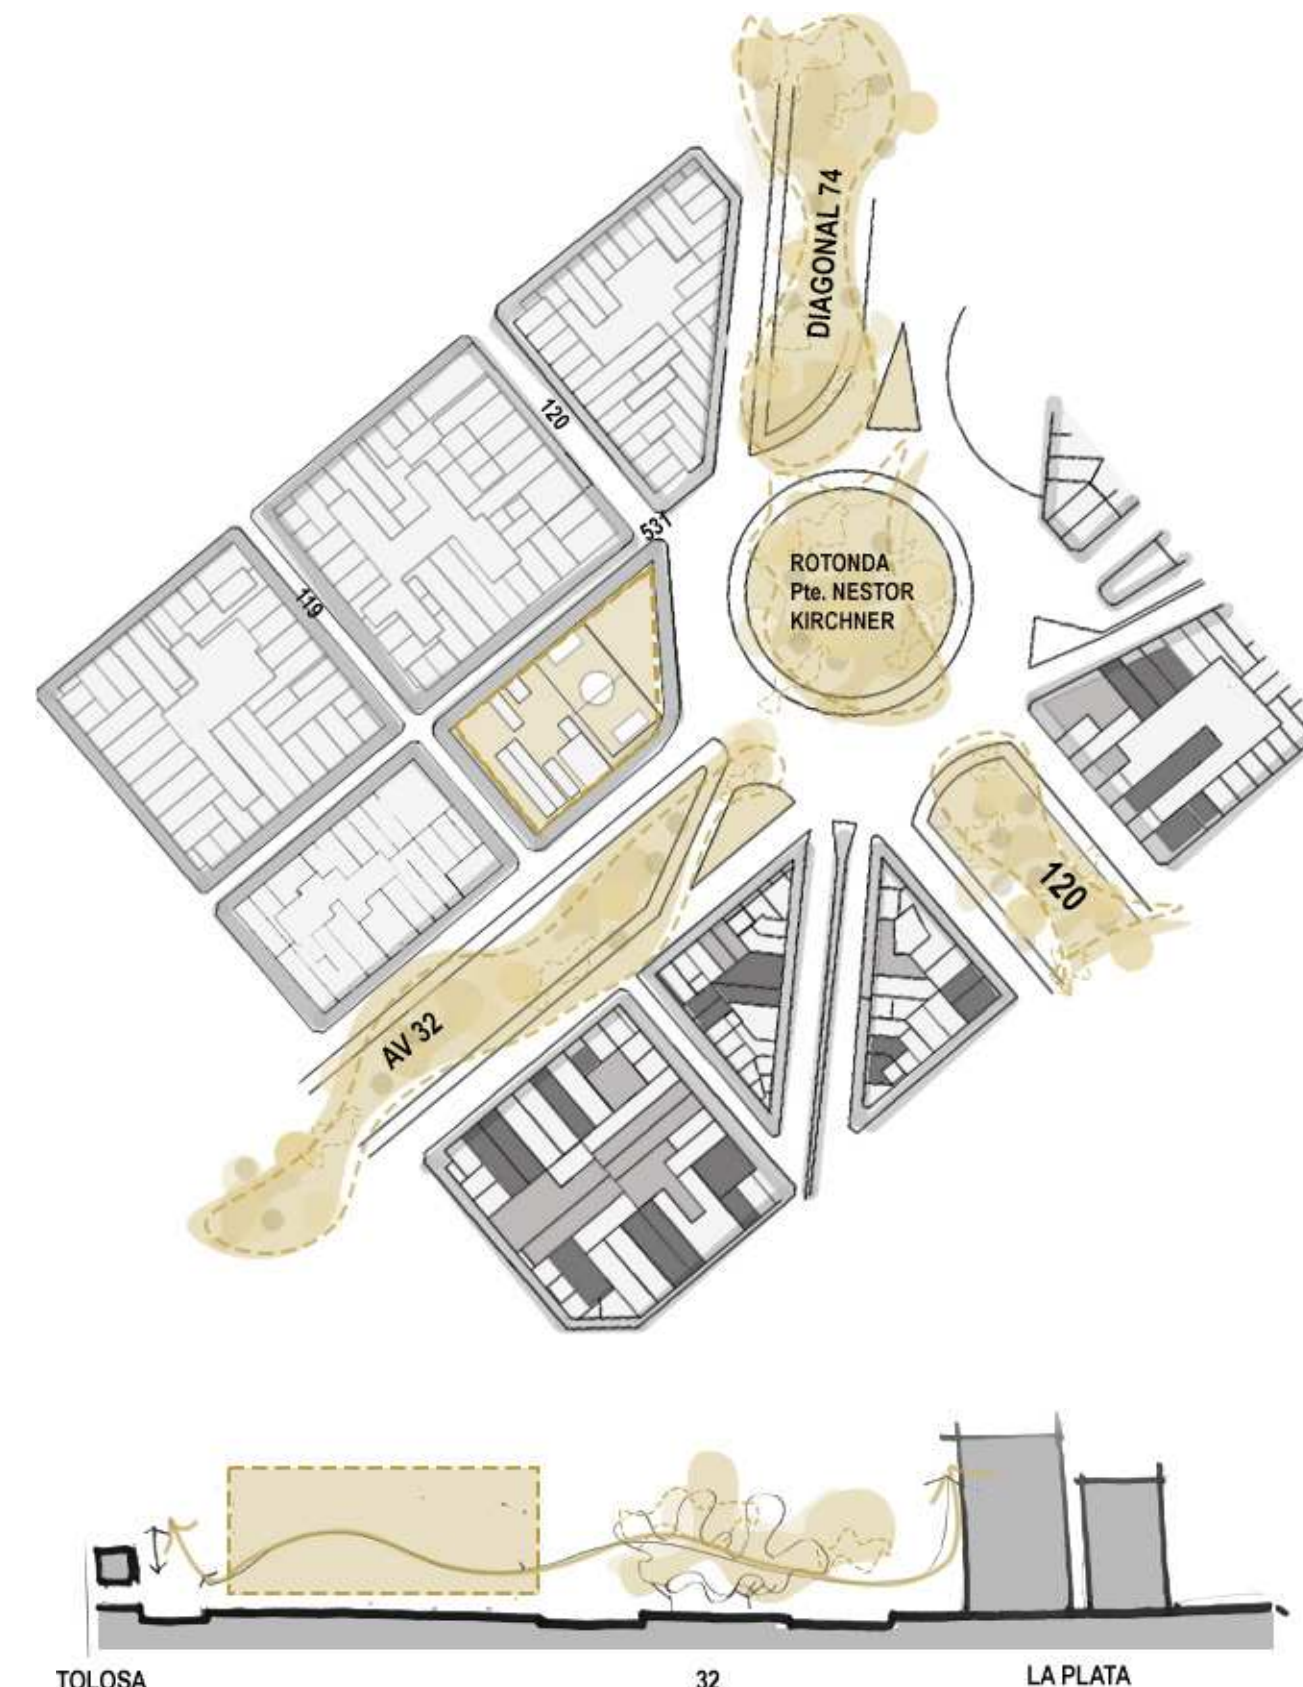 DIAGONAL 74
120
531
ROTONDA
Pte. NESTOR
KIRCHNER
119
120
AV 32
TOLOSA
32
LA PLATA